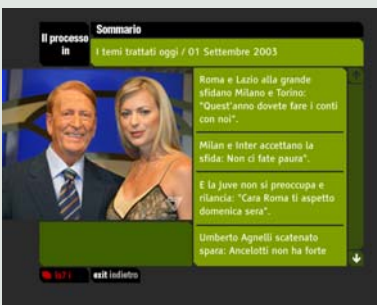 Il processo
in
Sommario
I temi trattati oggi / 01 Settembre 2003
Roma e Lazio alla grande
sfidano Milano e Torino:
"Quest'anno dovete fare i conti
con noi".
Milan e Inter accettano la
sfida: Non ci fate paura".
E la Juve non si preoccupa e
rilancia: "Cara Roma ti aspetto
domenica sera".
Umberto Agnelli scatenato
spara: Ancelotti non ha forte
exit indietro